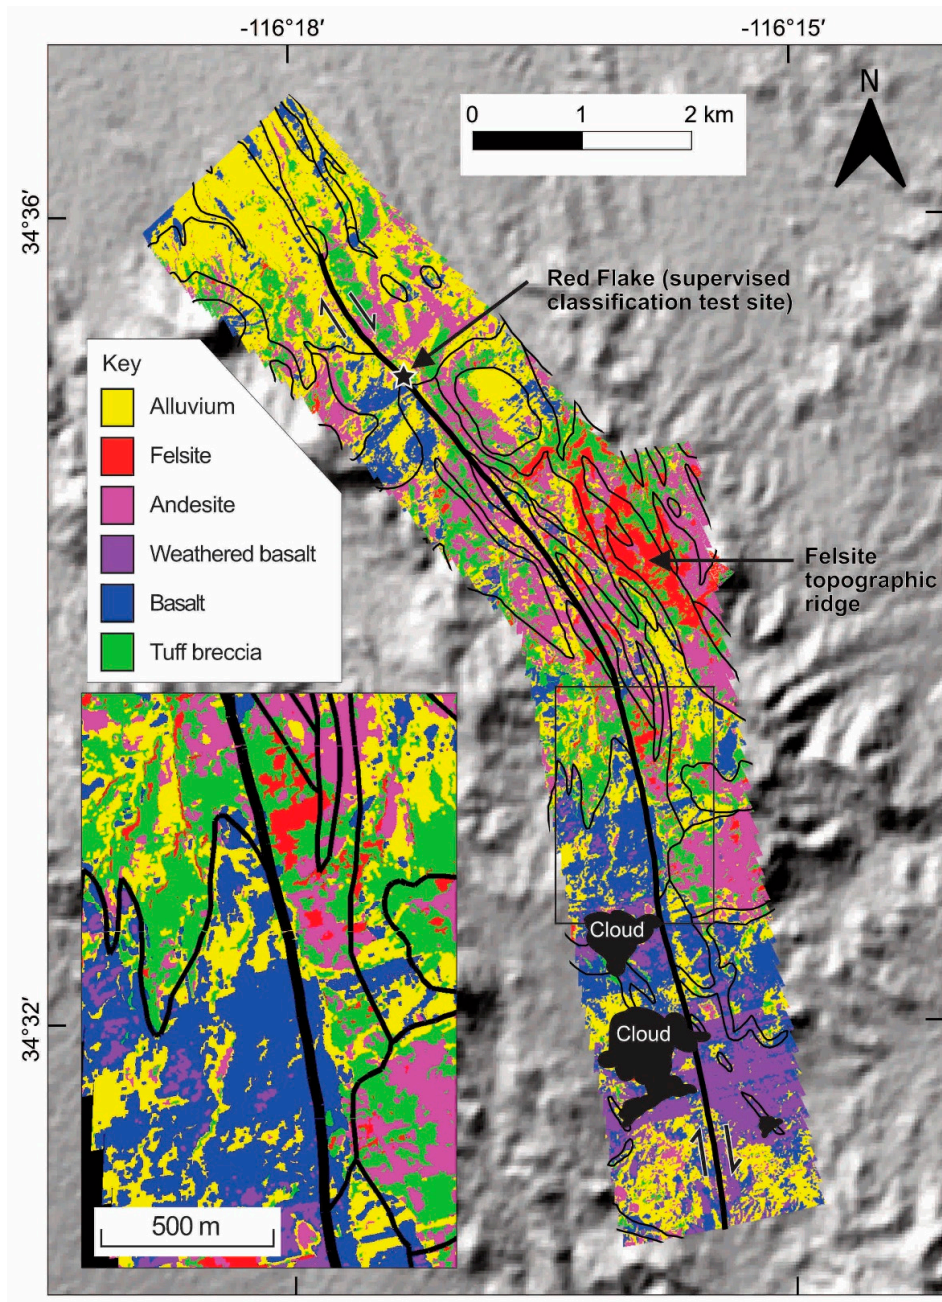 -116°18′
-116°15′
N
0 1 2 km
34°36′
Red Flake (supervised
classification test site)
Key
Alluvium
Felsite
Andesite
Weathered basalt
Basalt
Tuff breccia
Felsite
topographic
ridge
Cloud
34°32′
Cloud
500 m